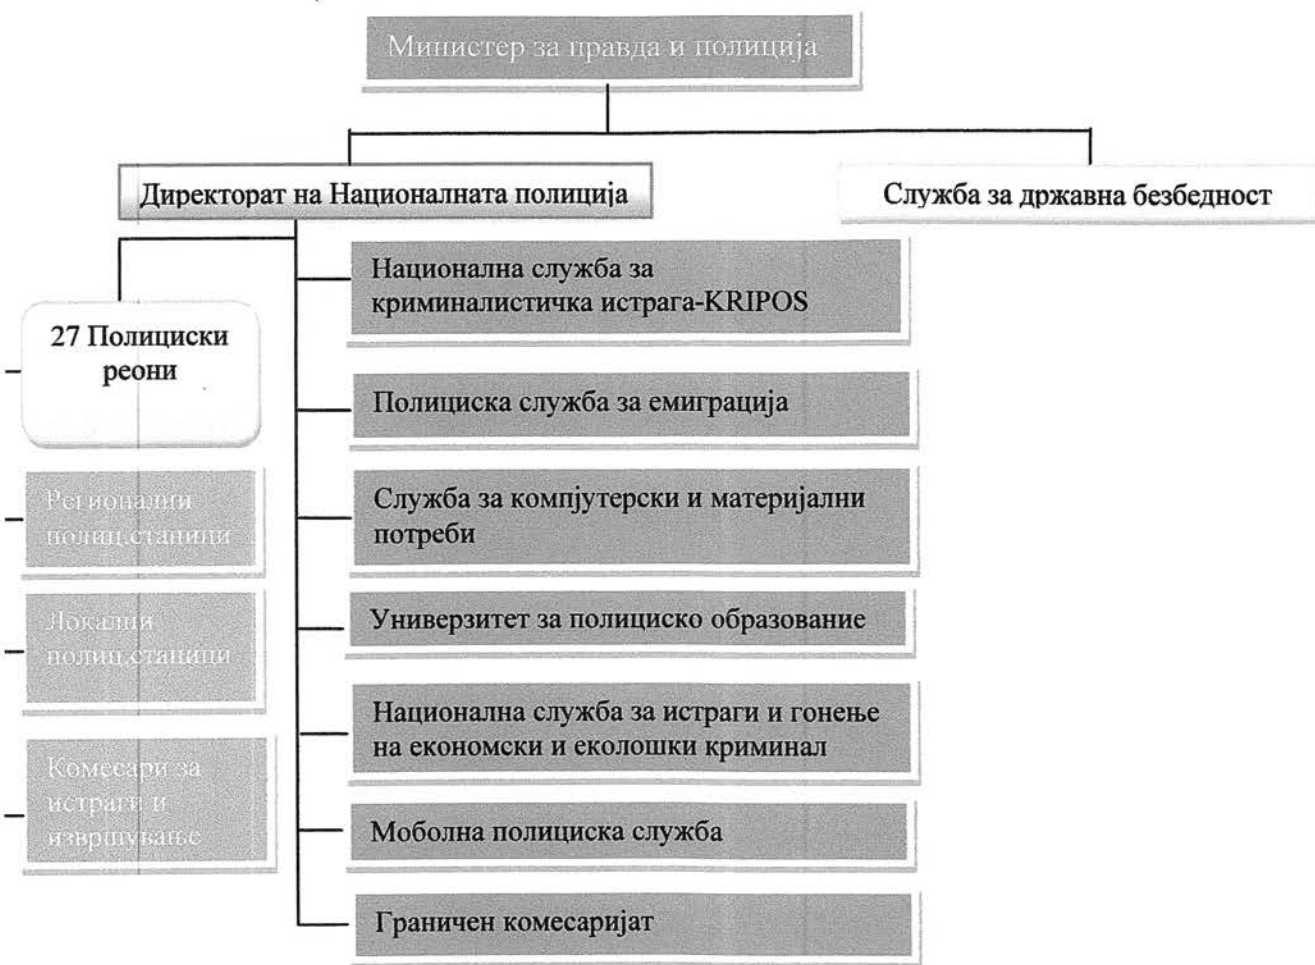 Министер за правда и полиција
Директорат на Националната полиција
Служба за државна безбедност
27 Полициски
реони
Регионални
полиц.станици
Локални
полиц.станици
Комесари за
истраги и
извршување
Национална служба за
криминалистичка истрага-KRIPOS
Полициска служба за емиграција
Служба за компјутерски и материјални
потреби
Универзитет за полициско образование
Национална служба за истраги и гонење
на економски и еколошки криминал
Моболна полициска служба
Граничен комесаријат